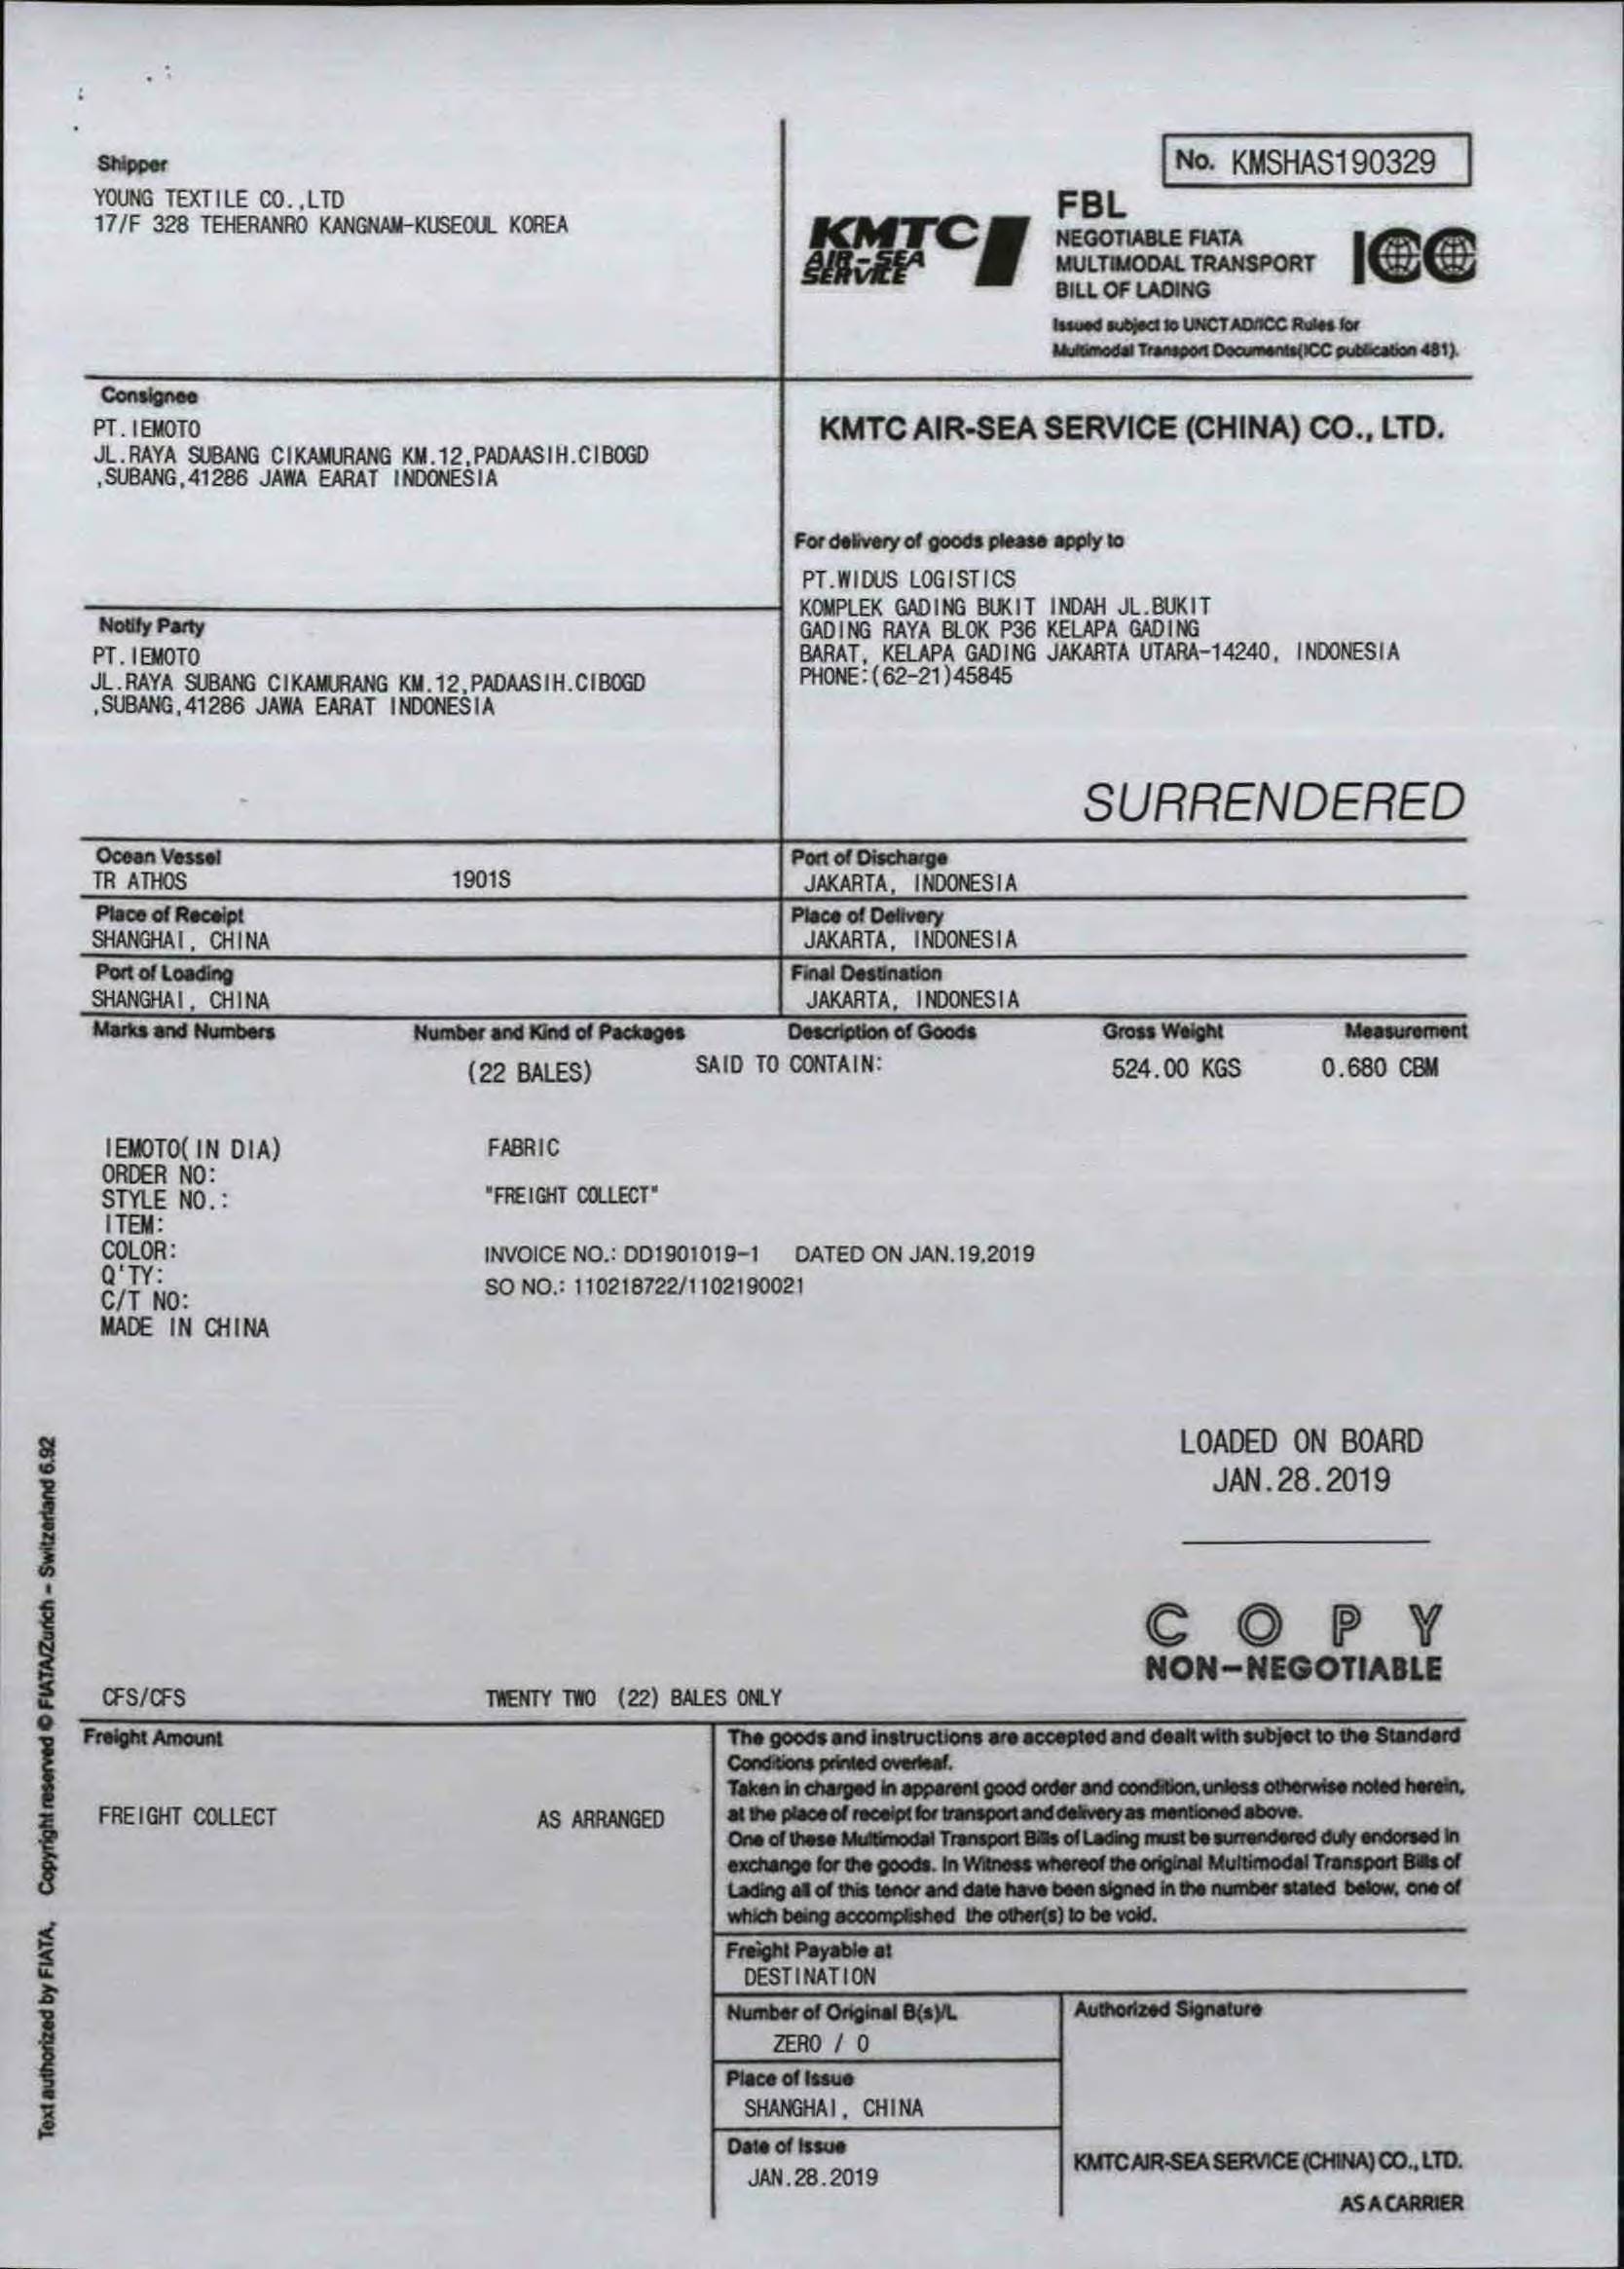 Shipper
YOUNG TEXTILE CO.,LTD
17/F 328 TEHERANRO KANGNAM-KUSEOUL KOREA
No. KMSHAS190329
KMTC
AIR-SEA
SERVICE
FBL
NEGOTIABLE FIATA
MULTIMODAL TRANSPORT
BILL OF LADING
ICC
Issued subject to UNCTAD/ICC Rules for
Multimodal Transport Documents(ICC publication 481).
Consignee
PT.IEMOTO
JL.RAYA SUBANG CIKAMURANG KM.12,PADAASIH.CIBOGD
,SUBANG,41286 JAWA EARAT INDONESIA
KMTC AIR-SEA SERVICE (CHINA) CO., LTD.
For delivery of goods please apply to
PT.WIDUS LOGISTICS
KOMPLEK GADING BUKIT INDAH JL.BUKIT
GADING RAYA BLOK P36 KELAPA GADING
BARAT, KELAPA GADING JAKARTA UTARA-14240, INDONESIA
PHONE:(62-21)45845
Notify Party
PT.IEMOTO
JL.RAYA SUBANG CIKAMURANG KM.12,PADAASIH.CIBOGD
,SUBANG,41286 JAWA EARAT INDONESIA
SURRENDERED
Ocean Vessel
TR ATHOS 1901S
Port of Discharge
JAKARTA, INDONESIA
Place of Receipt
SHANGHAI, CHINA
Place of Delivery
JAKARTA, INDONESIA
Port of Loading
SHANGHAI, CHINA
Final Destination
JAKARTA, INDONESIA
Marks and Numbers Number and Kind of Packages Description of Goods Gross Weight Measurement
(22 BALES) SAID TO CONTAIN: 524.00 KGS 0.680 CBM
IEMOTO(IN DIA)
ORDER NO:
STYLE NO.:
ITEM:
COLOR:
Q'TY:
C/T NO:
MADE IN CHINA
FABRIC
"FREIGHT COLLECT"
INVOICE NO.: DD1901019-1 DATED ON JAN.19,2019
SO NO.: 110218722/1102190021
LOADED ON BOARD
JAN.28.2019
COPY
NON-NEGOTIABLE
CFS/CFS TWENTY TWO (22) BALES ONLY
Freight Amount
FREIGHT COLLECT AS ARRANGED
The goods and instructions are accepted and dealt with subject to the Standard
Conditions printed overleaf.
Taken in charged in apparent good order and condition, unless otherwise noted herein,
at the place of receipt for transport and delivery as mentioned above.
One of these Multimodal Transport Bills of Lading must be surrendered duly endorsed in
exchange for the goods. In Witness whereof the original Multimodal Transport Bills of
Lading all of this tenor and date have been signed in the number stated below, one of
which being accomplished the other(s) to be void.
Freight Payable at
DESTINATION
Number of Original B(s)/L
ZERO / 0
Authorized Signature
Place of Issue
SHANGHAI, CHINA
Date of Issue
JAN.28.2019
KMTC AIR-SEA SERVICE (CHINA) CO., LTD.
AS A CARRIER
Text authorized by FIATA, Copyright reserved © FIATA/Zurich - Switzerland 6.92